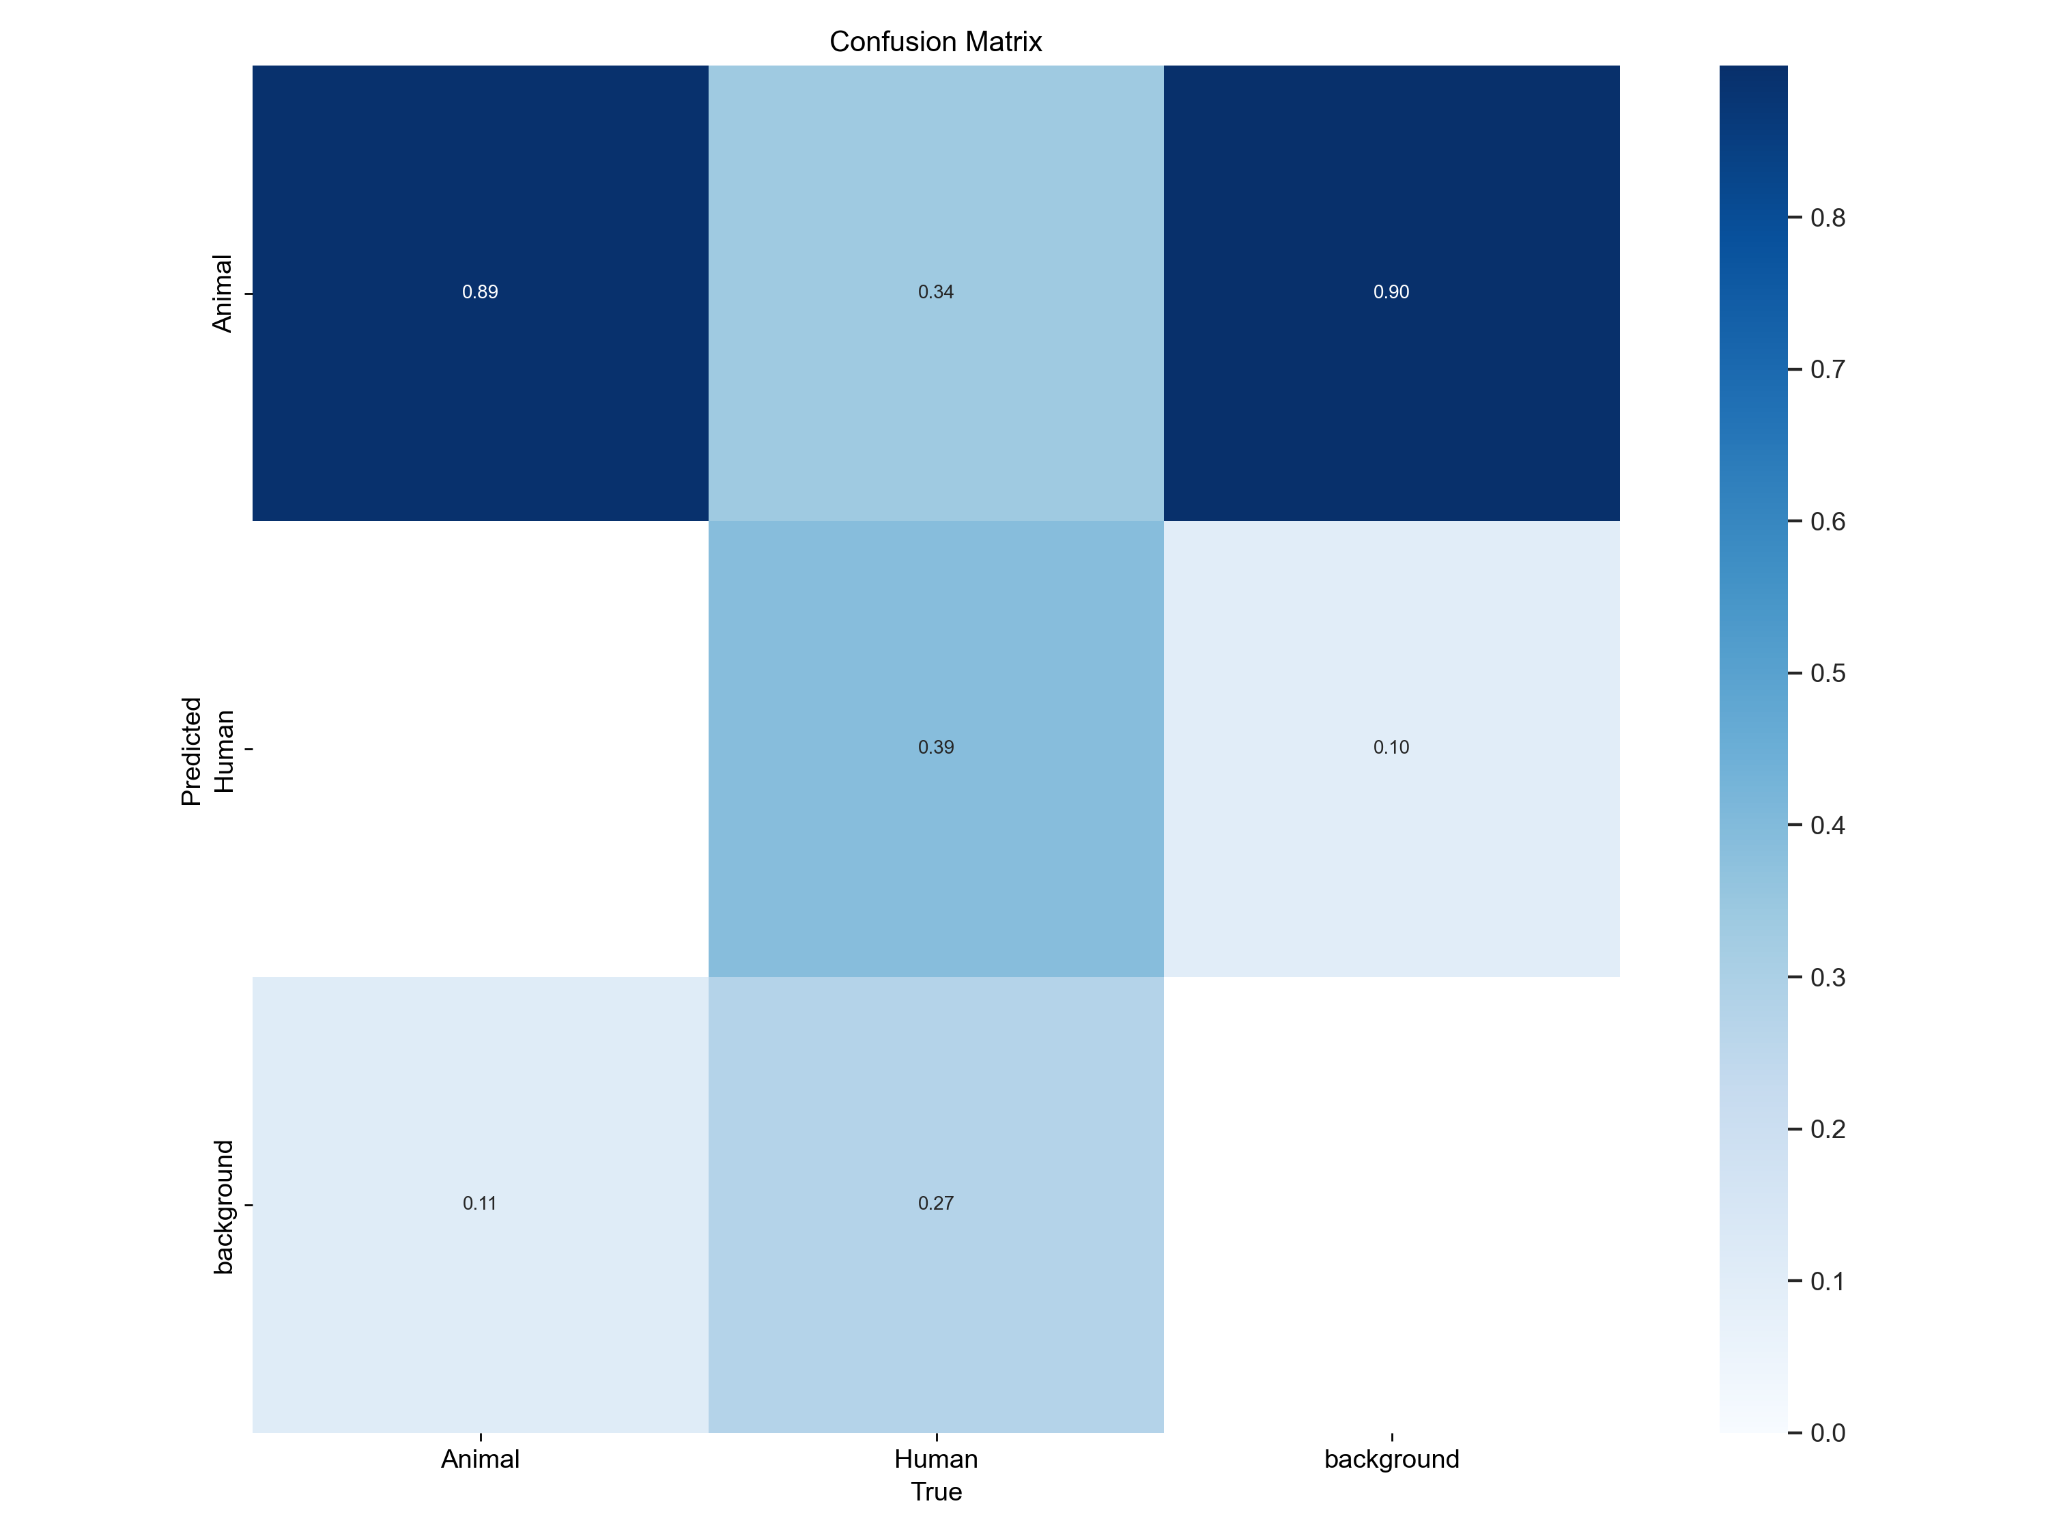 Confusion Matrix
Animal
0.89
0.34
0.90
0.8
0.7
0.6
0.5
0.4
0.3
0.2
0.1
0.0
Predicted
Human
0.39
0.10
background
0.11
0.27
Animal
Human
background
True